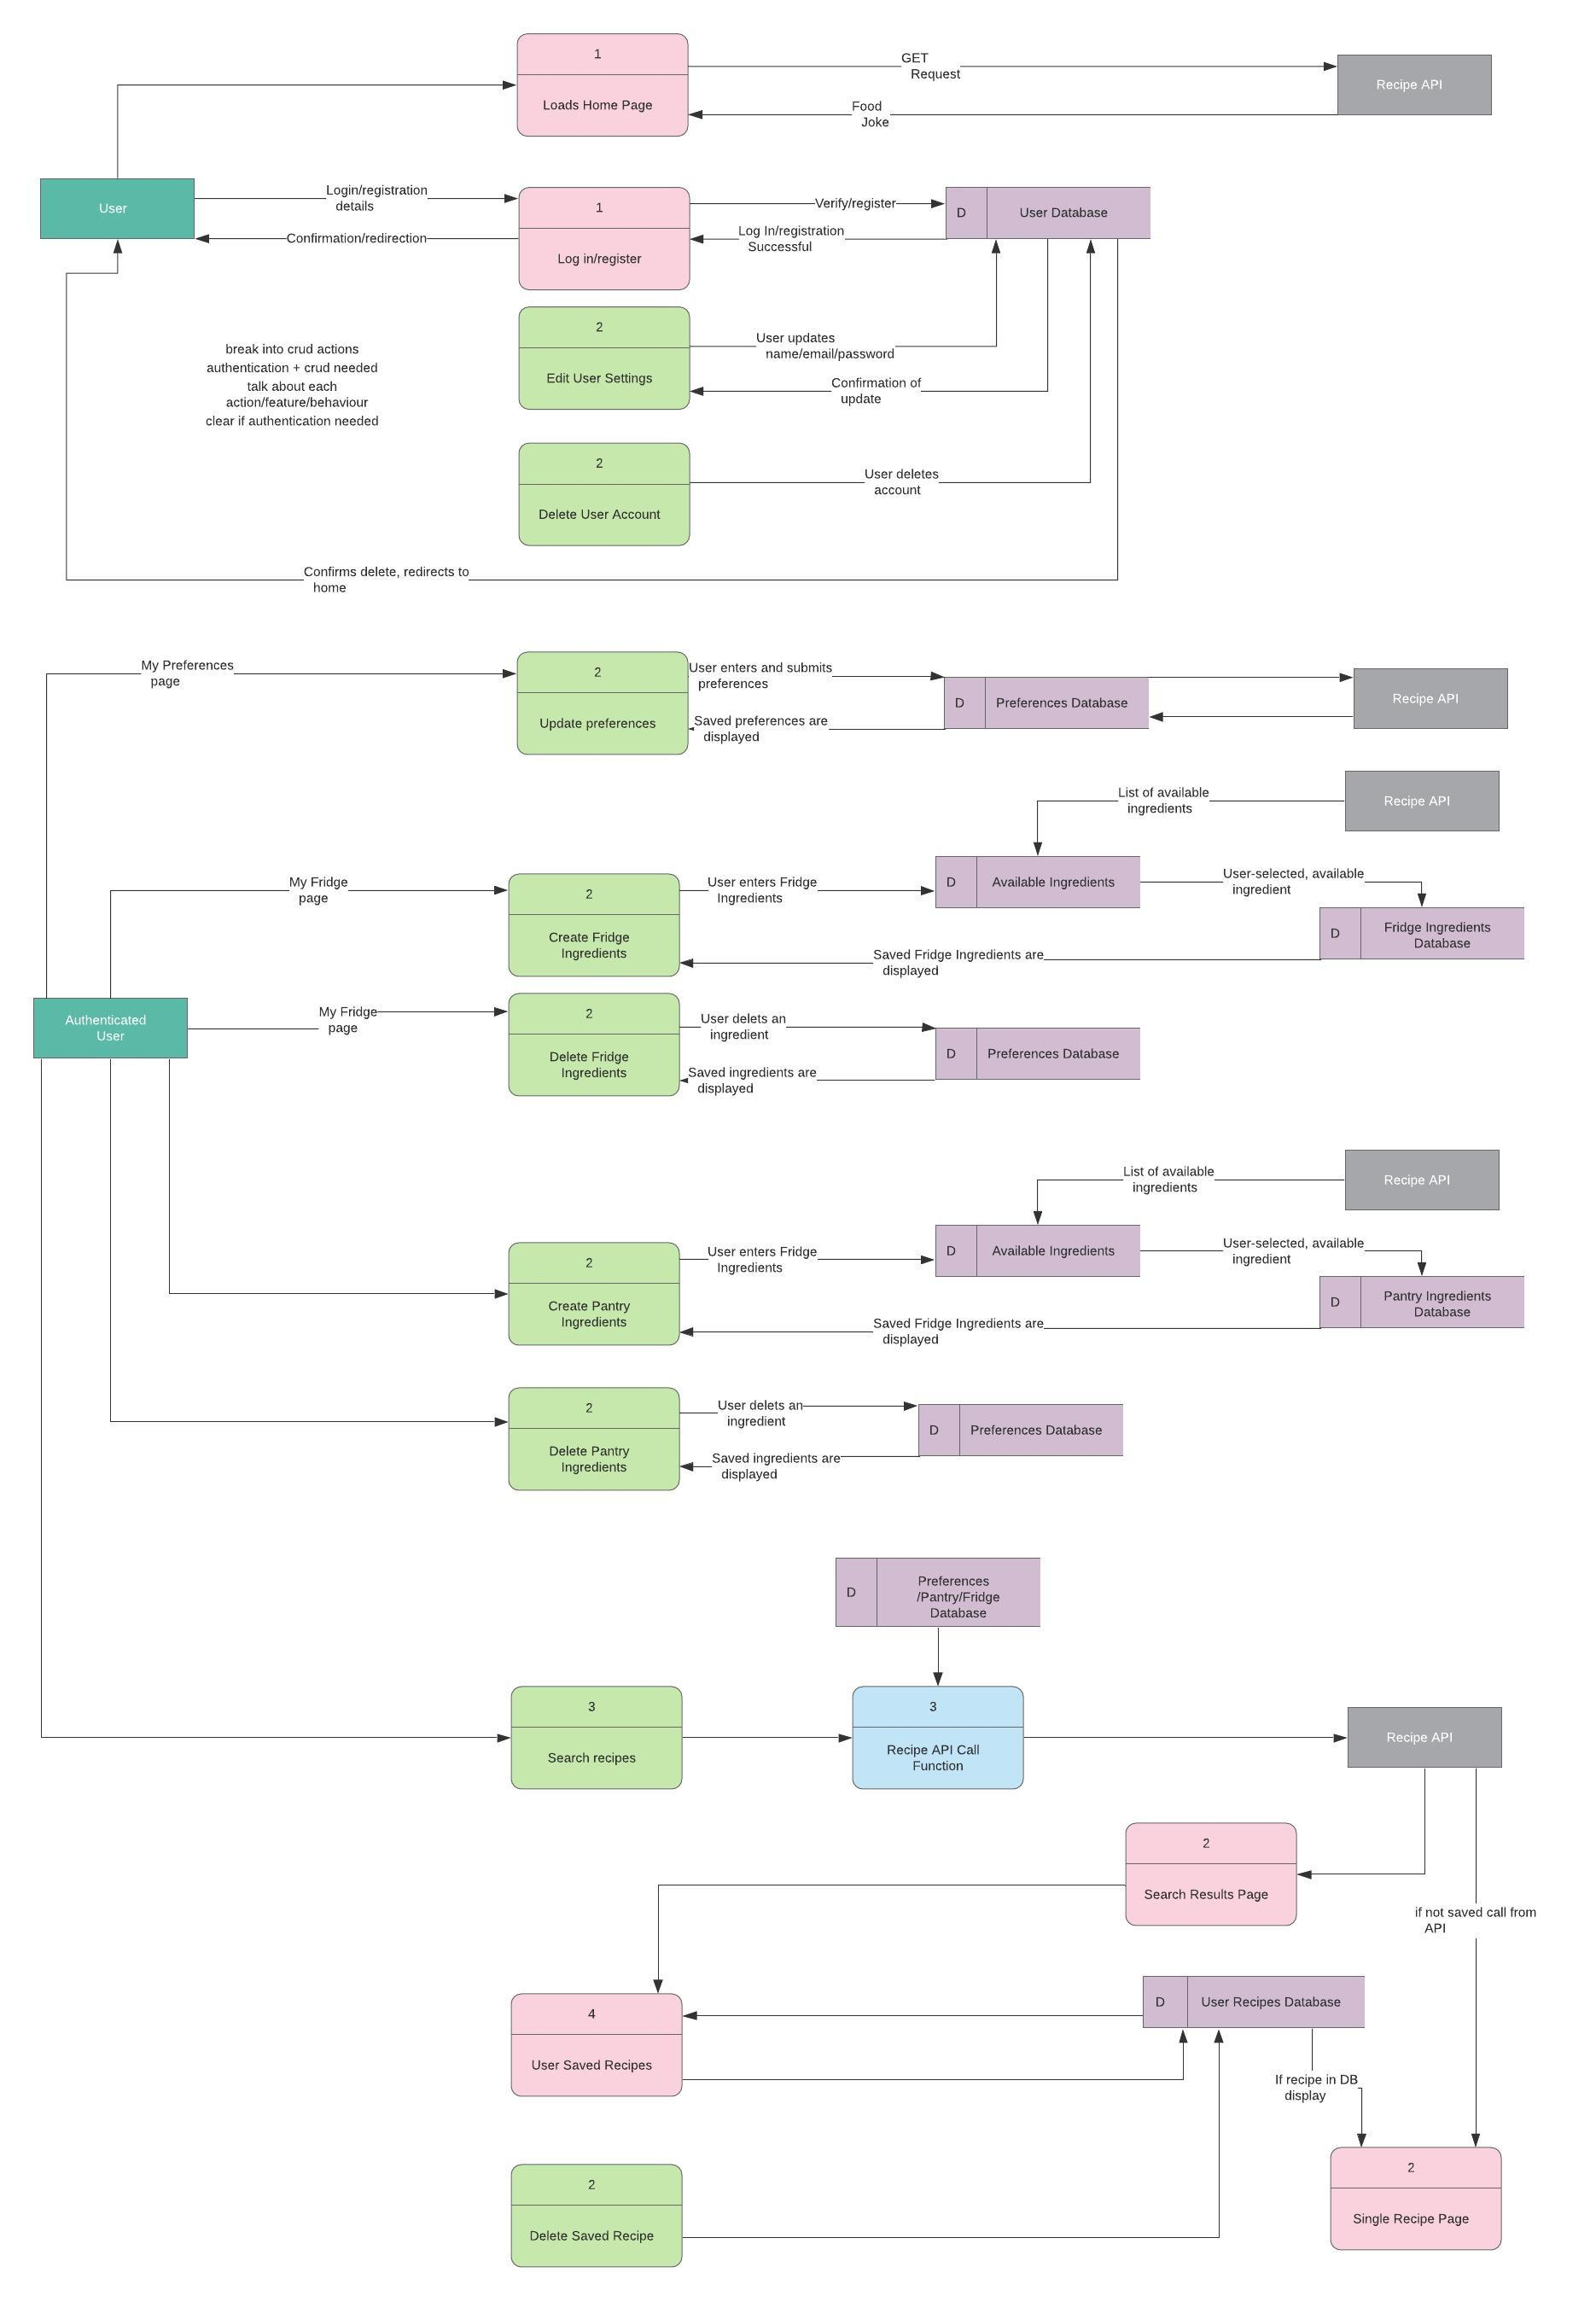 1
Loads Home Page
GET
Request
Food
Joke
Recipe API
User
Login/registration
details
Confirmation/redirection
1
Log in/register
Verify/register
Log In/registration
Successful
D
User Database
2
Edit User Settings
User updates
name/email/password
Confirmation of
update
break into crud actions
authentication + crud needed
talk about each
action/feature/behaviour
clear if authentication needed
2
Delete User Account
User deletes
account
Confirms delete, redirects to
home
My Preferences
page
2
Update preferences
User enters and submits
preferences
Saved preferences are
displayed
D
Preferences Database
Recipe API
Recipe API
List of available
ingredients
My Fridge
page
2
Create Fridge
Ingredients
User enters Fridge
Ingredients
D
Available Ingredients
User-selected, available
ingredient
D
Fridge Ingredients
Database
Saved Fridge Ingredients are
displayed
Authenticated
User
My Fridge
page
2
Delete Fridge
Ingredients
User delets an
ingredient
Saved ingredients are
displayed
D
Preferences Database
List of available
ingredients
Recipe API
2
Create Pantry
Ingredients
User enters Fridge
Ingredients
D
Available Ingredients
User-selected, available
ingredient
D
Pantry Ingredients
Database
Saved Fridge Ingredients are
displayed
2
Delete Pantry
Ingredients
User delets an
ingredient
Saved ingredients are
displayed
D
Preferences Database
D
Preferences
/Pantry/Fridge
Database
3
Search recipes
3
Recipe API Call
Function
Recipe API
2
Search Results Page
if not saved call from
API
4
User Saved Recipes
D
User Recipes Database
If recipe in DB
display
2
Delete Saved Recipe
2
Single Recipe Page